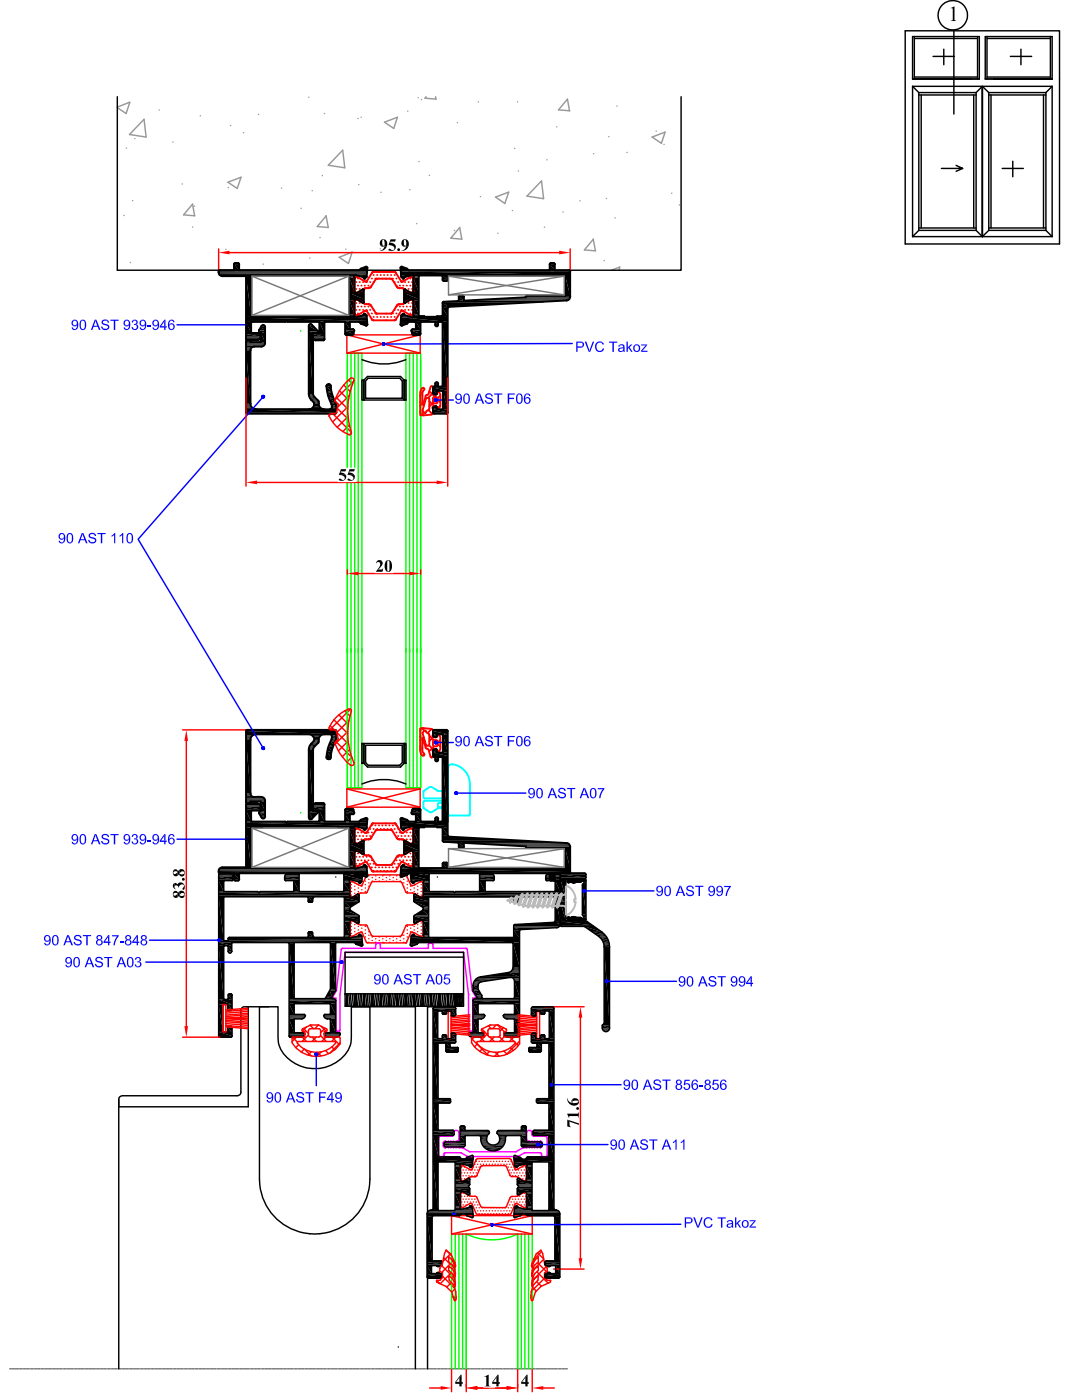 1
95.9
90 AST 939-946
PVC Takoz
90 AST F06
55
90 AST 110
20
90 AST F06
90 AST A07
90 AST 939-946
83.8
90 AST 997
90 AST 847-848
90 AST A03
90 AST A05
90 AST 994
90 AST 856-856
90 AST F49
71.6
90 AST A11
PVC Takoz
4 14 4